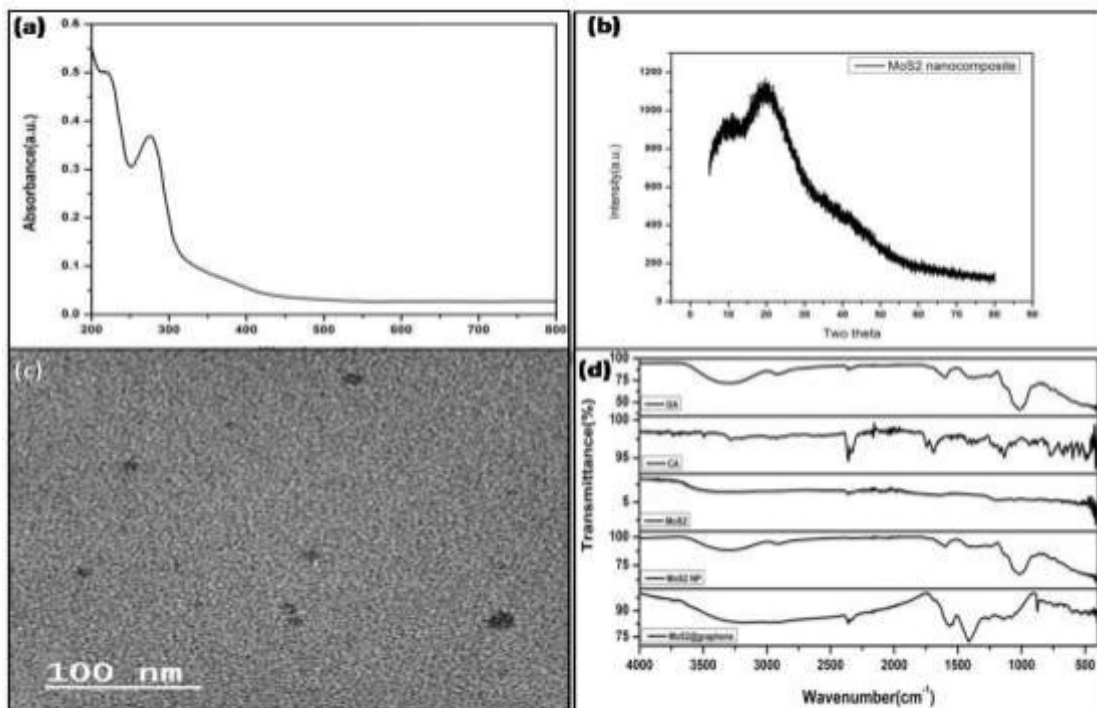 (a)
Absorbance(a.u.)
0.6
0.5
0.4
0.3
0.2
0.1
0.0
200 300 400 500 600 700 800
(b)
MoS2 nanocomposite
Intensity(a.u.)
1200
1000
800
600
400
200
0
0 10 20 30 40 50 60 70 80
Two theta
(c)
100 nm
(d)
Transmittance(%)
100
75
50
100
95
CA
5
MoS2
100
75
MoS2 NP
90
75
MoS2@graphene
4000 3500 3000 2500 2000 1500 1000 500
Wavenumber(cm-1)